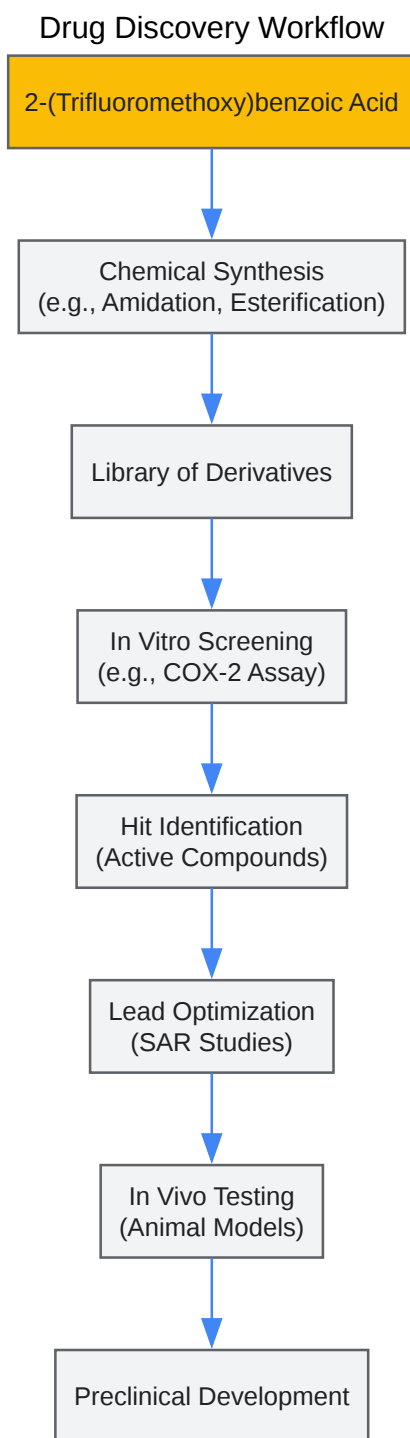 Drug Discovery Workflow
2-(Trifluoromethoxy)benzoic Acid
Chemical Synthesis
(e.g., Amidation, Esterification)
Library of Derivatives
In Vitro Screening
(e.g., COX-2 Assay)
Hit Identification
(Active Compounds)
Lead Optimization
(SAR Studies)
In Vivo Testing
(Animal Models)
Preclinical Development